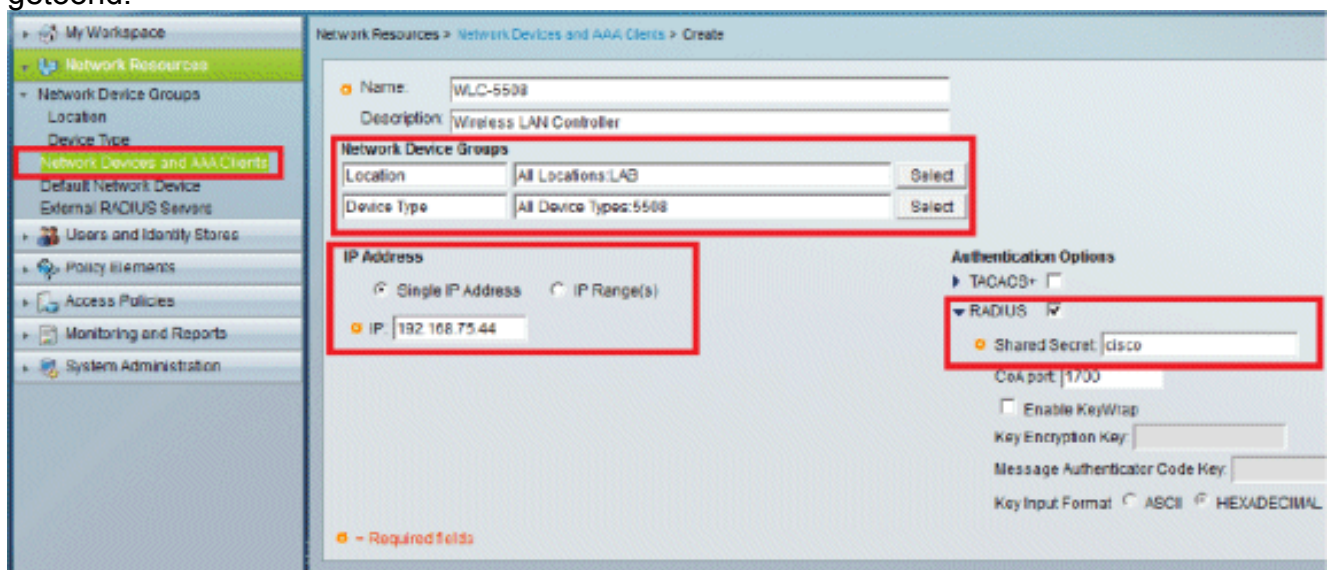 getoond.
My Workspace
Network Resources
Network Device Groups
Location
Device Type
Network Devices and AAA Clients
Default Network Device
External RADIUS Servers
Users and Identity Stores
Policy Elements
Access Policies
Monitoring and Reports
System Administration
Network Resources > Network Devices and AAA Clients > Create
Name: WLC-5508
Description: Wireless LAN Controller
Network Device Groups
Location All Locations:LAB Select
Device Type All Device Types:5508 Select
IP Address
Single IP Address IP Range(s)
IP: 192.168.75.44
Authentication Options
TACACS+
RADIUS
Shared Secret: cisco
CoA port: 1700
Enable KeyWrap
Key Encryption Key:
Message Authenticator Code Key:
Key Input Format ASCII HEXADECIMAL
= Required fields